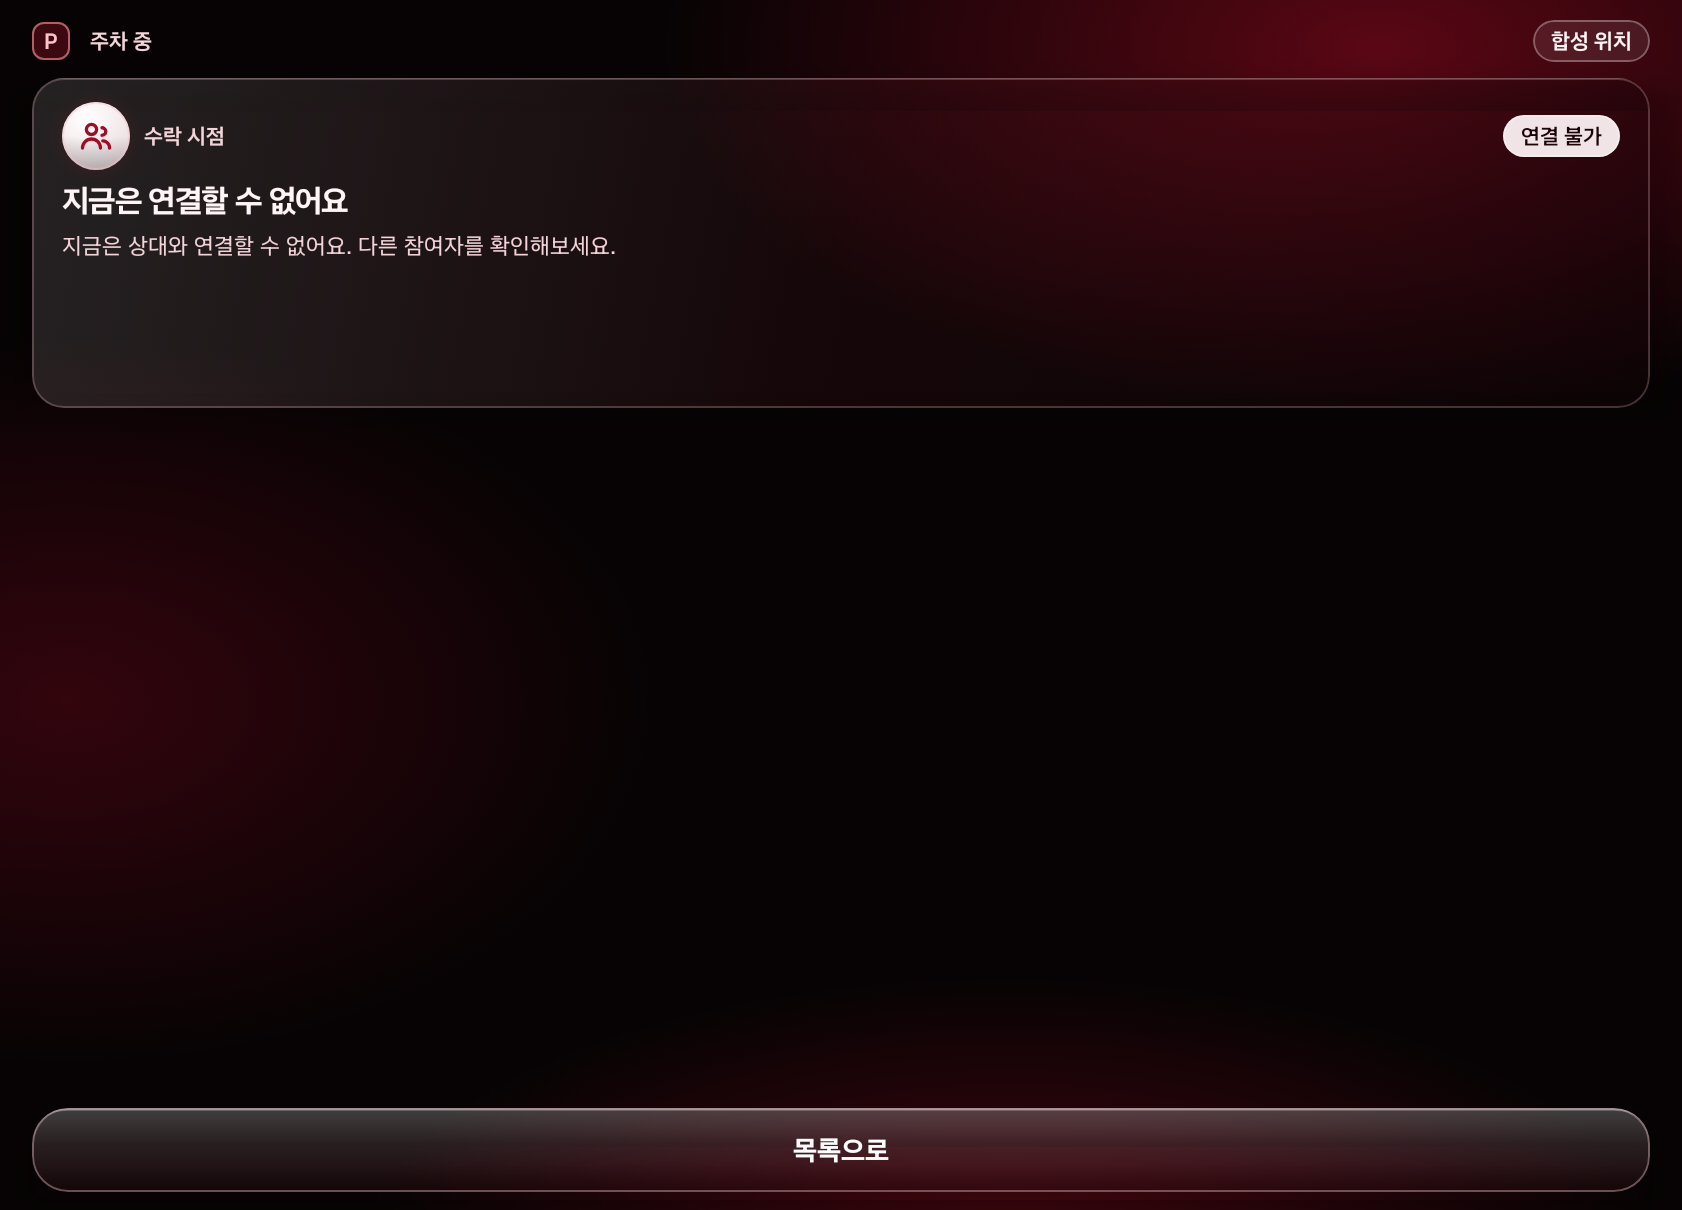 P 주차 중
합성 위치
수락 시점
연결 불가
지금은 연결할 수 없어요
지금은 상대와 연결할 수 없어요. 다른 참여자를 확인해보세요.
목록으로